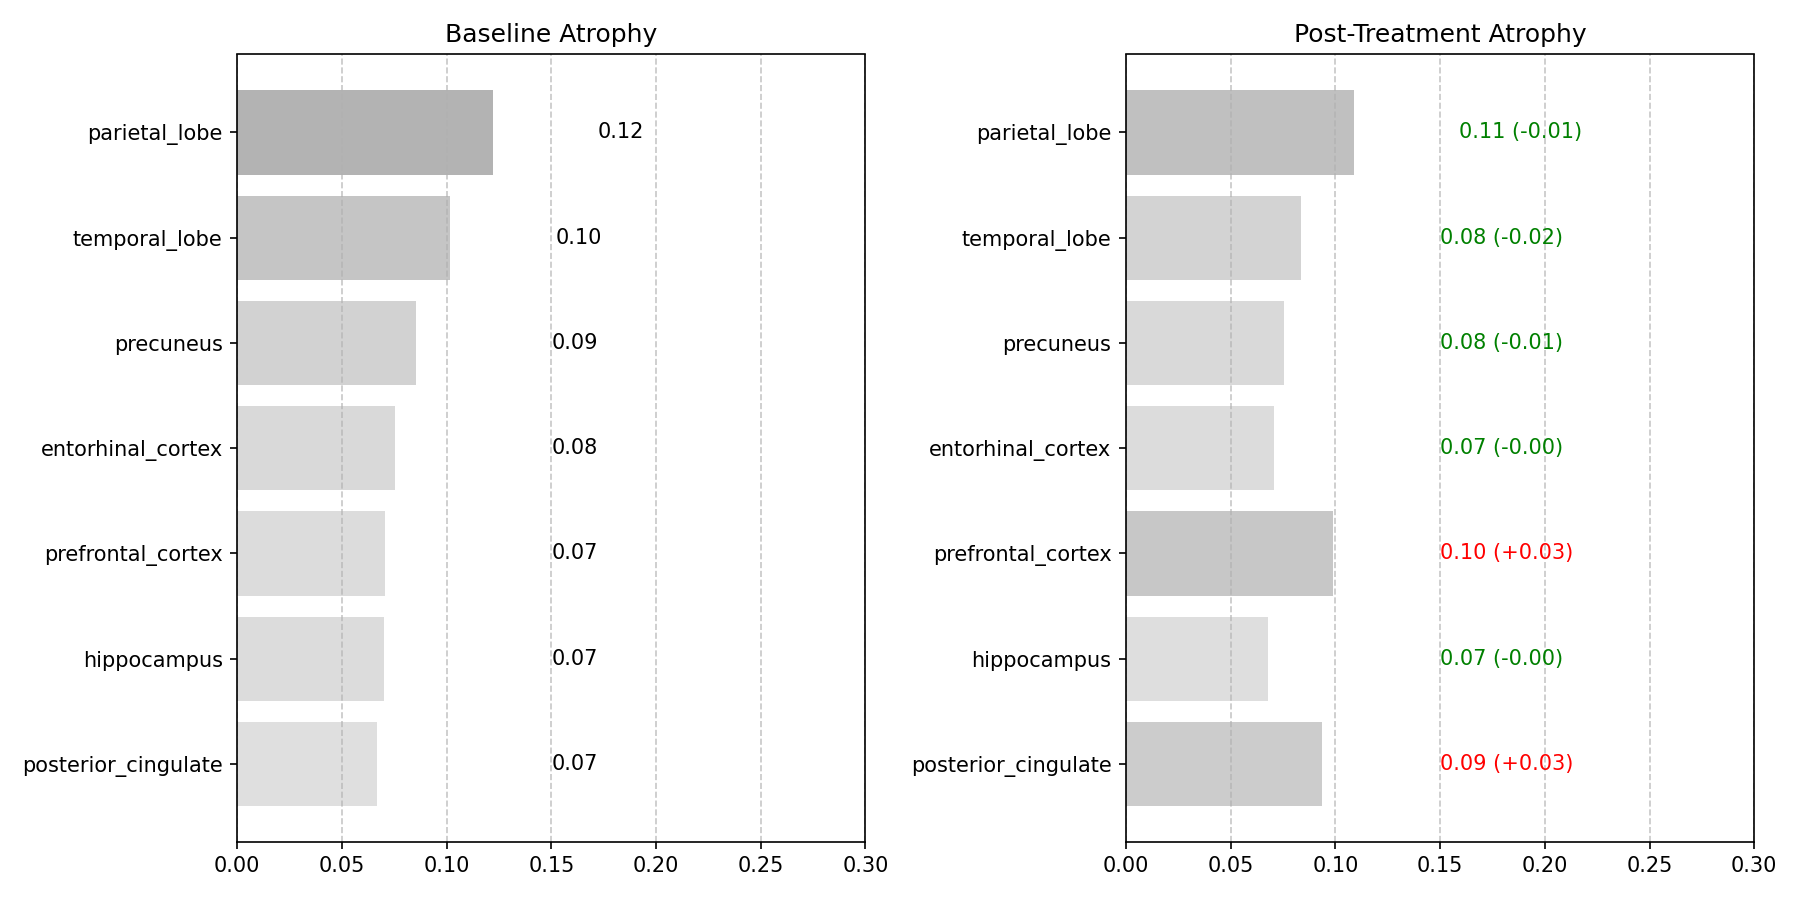 Baseline Atrophy
parietal_lobe
0.12
temporal_lobe
0.10
precuneus
0.09
entorhinal_cortex
0.08
prefrontal_cortex
0.07
hippocampus
0.07
posterior_cingulate
0.07
0.00 0.05 0.10 0.15 0.20 0.25 0.30
Post-Treatment Atrophy
parietal_lobe
0.11 (-0.01)
temporal_lobe
0.08 (-0.02)
precuneus
0.08 (-0.01)
entorhinal_cortex
0.07 (-0.00)
prefrontal_cortex
0.10 (+0.03)
hippocampus
0.07 (-0.00)
posterior_cingulate
0.09 (+0.03)
0.00 0.05 0.10 0.15 0.20 0.25 0.30